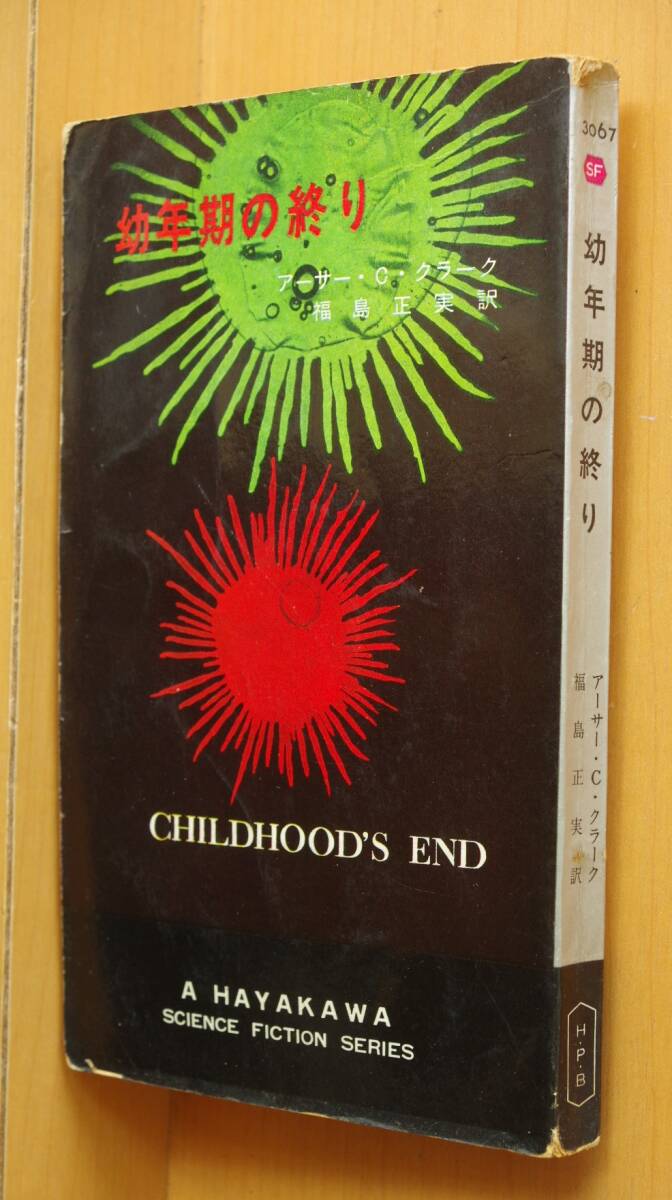 幼年期の終り
アーサー・C・クラーク
福島正実訳
CHILDHOOD'S END
A HAYAKAWA
SCIENCE FICTION SERIES
3067
SF
幼年期の終り
アーサー・C・クラーク
福島正実訳
H・P・B